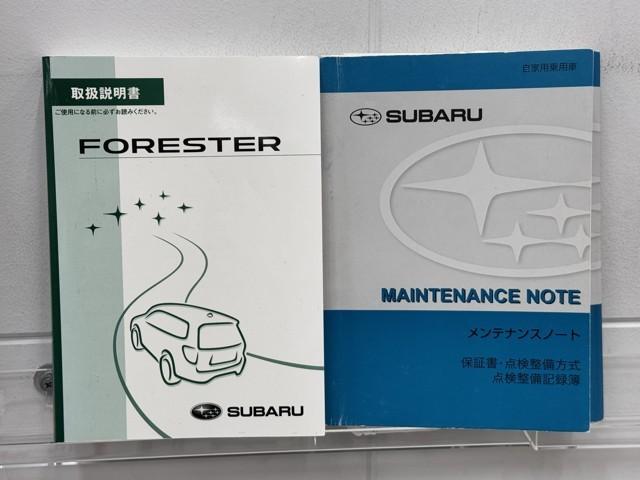 取扱説明書
ご使用になる前に必ずお読みください。
FORESTER
SUBARU
自家用乗用車
SUBARU
MAINTENANCE NOTE
メンテナンスノート
保証書・点検整備方式
点検整備記録簿